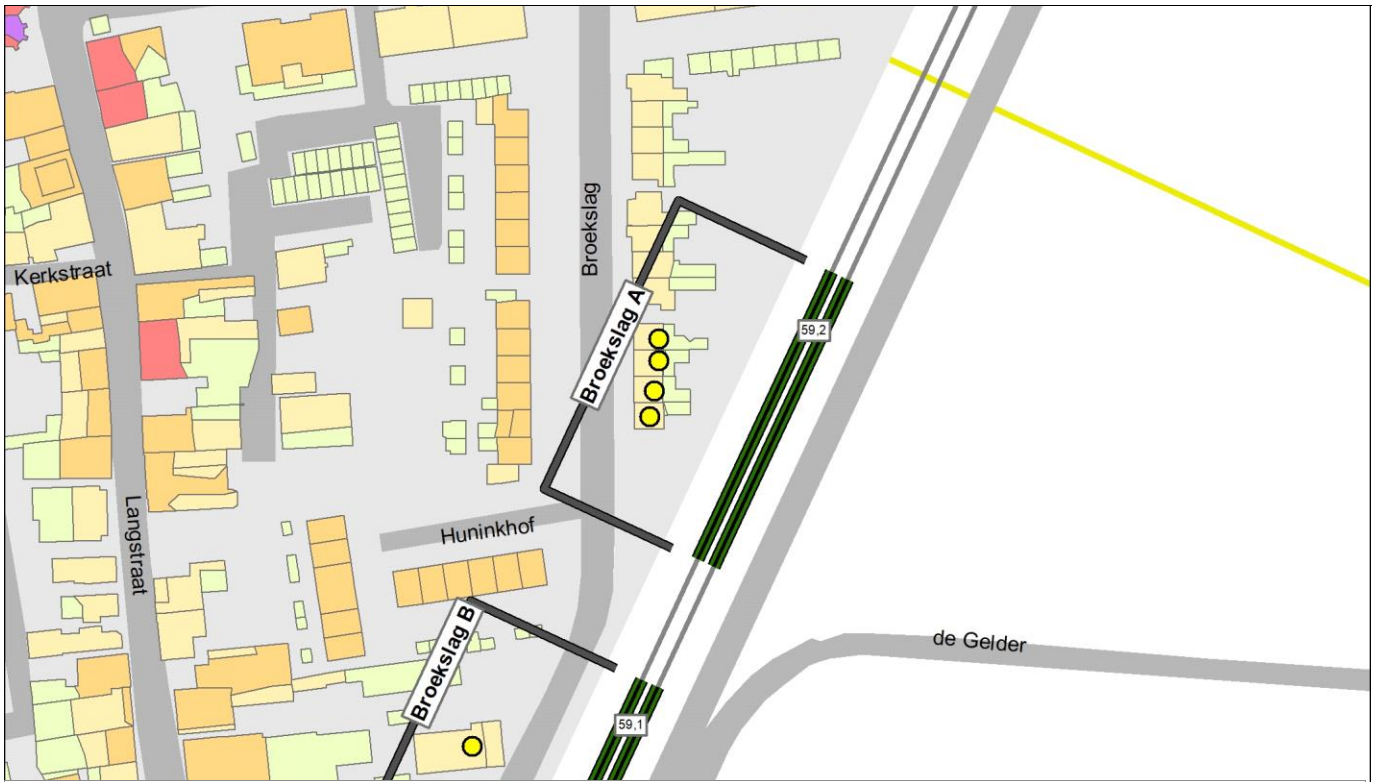 Broekslag
Kerkstraat
Broekslag A
59,2
Langstraat
Huninkhof
Broekslag B
de Gelder
59,1